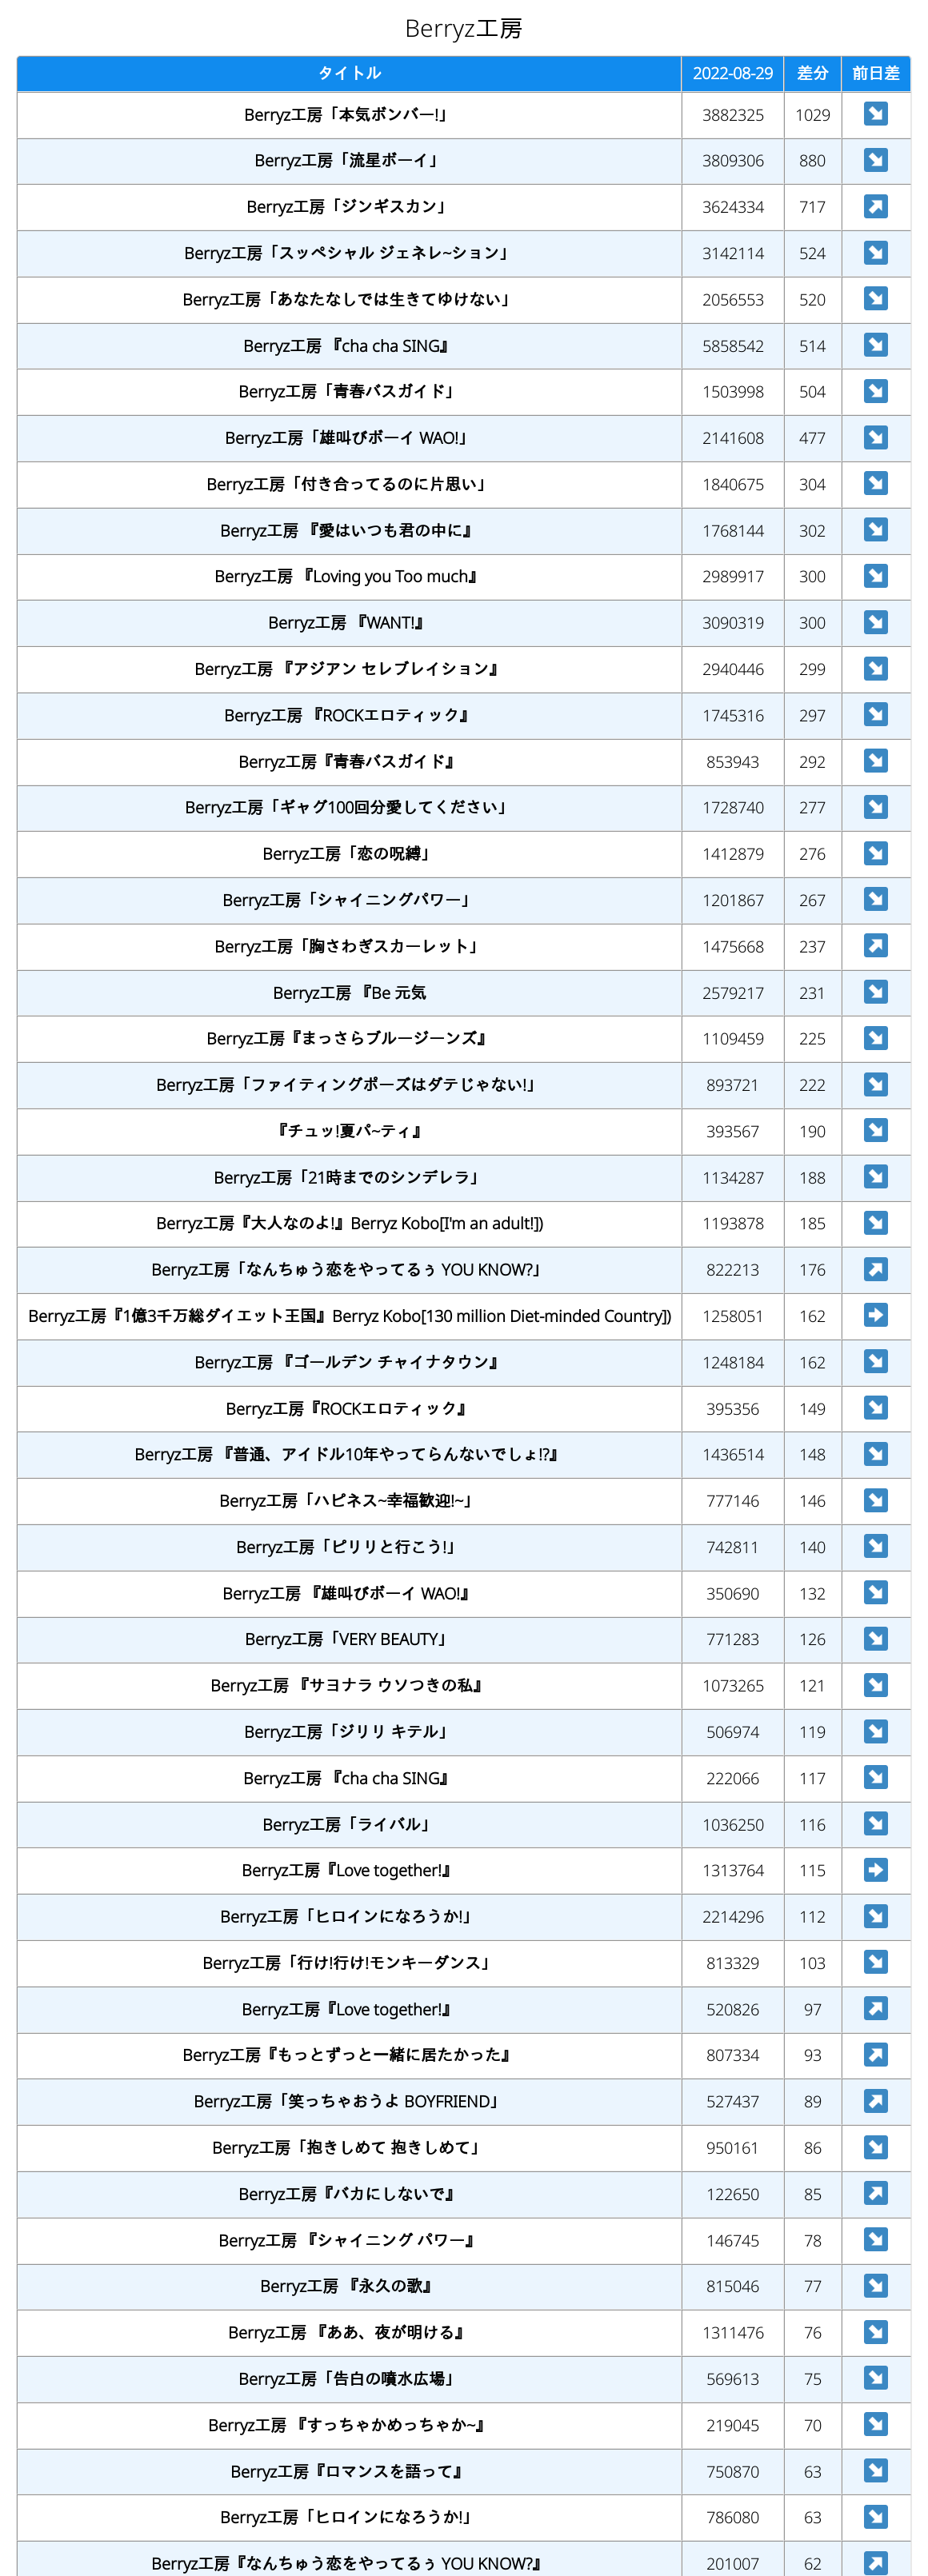 Berryz工房
タイトル 2022-08-29 差分 前日差
Berryz工房「本気ボンバー!」 3882325 1029 ↘
Berryz工房「流星ボーイ」 3809306 880 ↘
Berryz工房「ジンギスカン」 3624334 717 ↗
Berryz工房「スッペシャル ジェネレ~ション」 3142114 524 ↘
Berryz工房「あなたなしでは生きてゆけない」 2056553 520 ↘
Berryz工房 『cha cha SING』 5858542 514 ↘
Berryz工房「青春バスガイド」 1503998 504 ↘
Berryz工房「雄叫びボーイ WAO!」 2141608 477 ↘
Berryz工房「付き合ってるのに片思い」 1840675 304 ↘
Berryz工房 『愛はいつも君の中に』 1768144 302 ↘
Berryz工房 『Loving you Too much』 2989917 300 ↘
Berryz工房 『WANT!』 3090319 300 ↘
Berryz工房 『アジアン セレブレイション』 2940446 299 ↘
Berryz工房 『ROCKエロティック』 1745316 297 ↘
Berryz工房『青春バスガイド』 853943 292 ↘
Berryz工房「ギャグ100回分愛してください」 1728740 277 ↘
Berryz工房「恋の呪縛」 1412879 276 ↘
Berryz工房「シャイニングパワー」 1201867 267 ↘
Berryz工房「胸さわぎスカーレット」 1475668 237 ↗
Berryz工房 『Be 元気 2579217 231 ↘
Berryz工房『まっさらブルージーンズ』 1109459 225 ↘
Berryz工房「ファイティングポーズはダテじゃない!」 893721 222 ↘
『チュッ!夏パ~ティ』 393567 190 ↘
Berryz工房「21時までのシンデレラ」 1134287 188 ↘
Berryz工房『大人なのよ!』Berryz Kobo[I'm an adult!]) 1193878 185 ↘
Berryz工房「なんちゅう恋をやってるぅ YOU KNOW?」 822213 176 ↗
Berryz工房『1億3千万総ダイエット王国』Berryz Kobo[130 million Diet-minded Country]) 1258051 162 ➡
Berryz工房 『ゴールデン チャイナタウン』 1248184 162 ↘
Berryz工房『ROCKエロティック』 395356 149 ↘
Berryz工房 『普通、アイドル10年やってらんないでしょ!?』 1436514 148 ↘
Berryz工房「ハピネス~幸福歓迎!~」 777146 146 ↘
Berryz工房「ピリリと行こう!」 742811 140 ↘
Berryz工房 『雄叫びボーイ WAO!』 350690 132 ↘
Berryz工房「VERY BEAUTY」 771283 126 ↘
Berryz工房 『サヨナラ ウソつきの私』 1073265 121 ↘
Berryz工房「ジリリ キテル」 506974 119 ↘
Berryz工房 『cha cha SING』 222066 117 ↘
Berryz工房「ライバル」 1036250 116 ↘
Berryz工房『Love together!』 1313764 115 ➡
Berryz工房「ヒロインになろうか!」 2214296 112 ↘
Berryz工房「行け!行け!モンキーダンス」 813329 103 ↘
Berryz工房『Love together!』 520826 97 ↗
Berryz工房『もっとずっと一緒に居たかった』 807334 93 ↗
Berryz工房「笑っちゃおうよ BOYFRIEND」 527437 89 ↗
Berryz工房「抱きしめて 抱きしめて」 950161 86 ↘
Berryz工房『バカにしないで』 122650 85 ↗
Berryz工房 『シャイニング パワー』 146745 78 ↘
Berryz工房 『永久の歌』 815046 77 ↘
Berryz工房 『ああ、夜が明ける』 1311476 76 ↘
Berryz工房「告白の噴水広場」 569613 75 ↘
Berryz工房 『すっちゃかめっちゃか~』 219045 70 ↘
Berryz工房『ロマンスを語って』 750870 63 ↘
Berryz工房「ヒロインになろうか!」 786080 63 ↘
Berryz工房『なんちゅう恋をやってるぅ YOU KNOW?』 201007 62 ↗